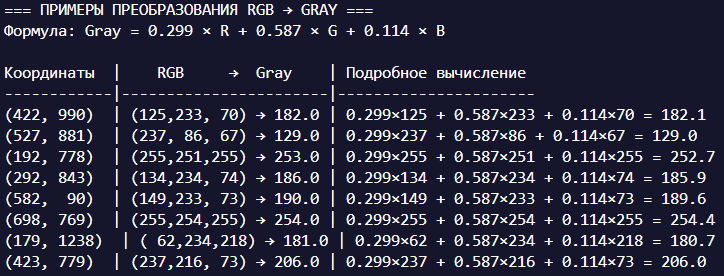 === ПРИМЕРЫ ПРЕОБРАЗОВАНИЯ RGB → GRAY ===
Формула: Gray = 0.299 × R + 0.587 × G + 0.114 × B
Координаты  |    RGB     →  Gray    | Подробное вычисление
------------|-----------------------|----------------------
(422, 990)  | (125,233, 70) → 182.0 | 0.299×125 + 0.587×233 + 0.114×70 = 182.1
(527, 881)  | (237, 86, 67) → 129.0 | 0.299×237 + 0.587×86 + 0.114×67 = 129.0
(192, 778)  | (255,251,255) → 253.0 | 0.299×255 + 0.587×251 + 0.114×255 = 252.7
(292, 843)  | (134,234, 74) → 186.0 | 0.299×134 + 0.587×234 + 0.114×74 = 185.9
(582,  90)  | (149,233, 73) → 190.0 | 0.299×149 + 0.587×233 + 0.114×73 = 189.6
(698, 769)  | (255,254,255) → 254.0 | 0.299×255 + 0.587×254 + 0.114×255 = 254.4
(179, 1238)  | ( 62,234,218) → 181.0 | 0.299×62 + 0.587×234 + 0.114×218 = 180.7
(423, 779)  | (237,216, 73) → 206.0 | 0.299×237 + 0.587×216 + 0.114×73 = 206.0